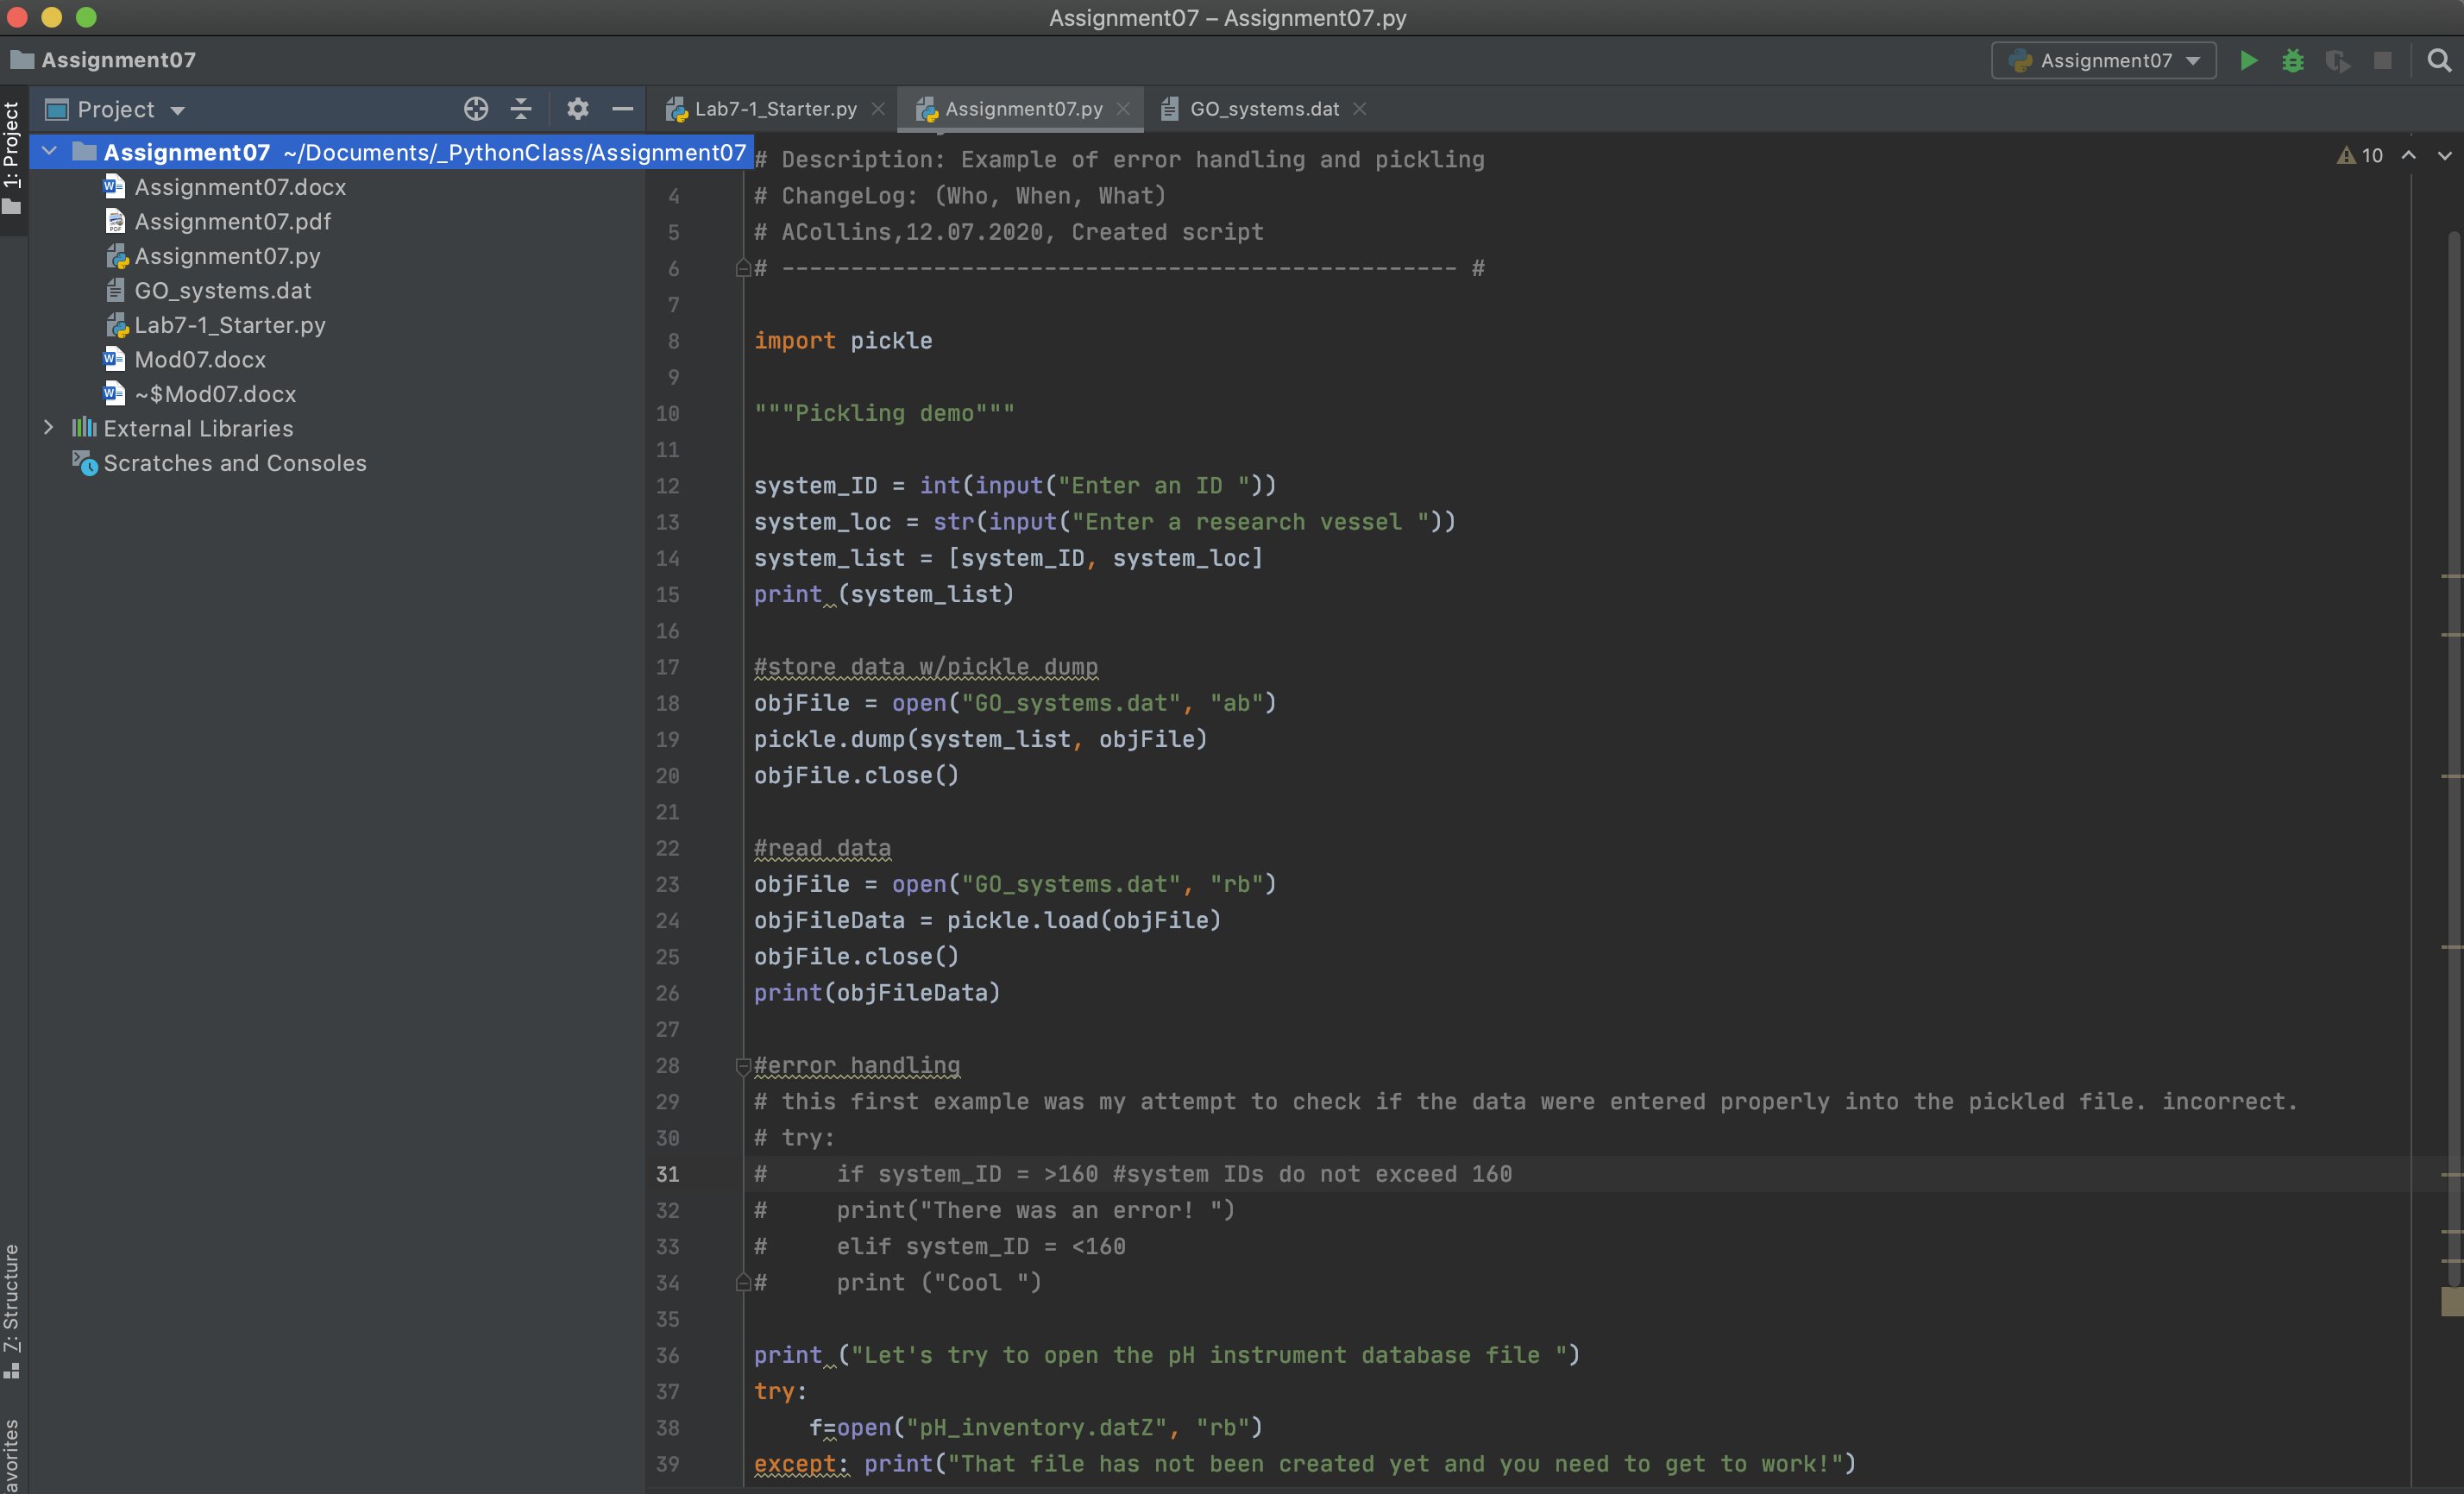 Assignment07 – Assignment07.py
Assignment07
Assignment07
1: Project
Project
Lab7-1_Starter.py
Assignment07.py
GO_systems.dat
Assignment07 ~/Documents/_PythonClass/Assignment07
Assignment07.docx
Assignment07.pdf
Assignment07.py
GO_systems.dat
Lab7-1_Starter.py
Mod07.docx
~$Mod07.docx
External Libraries
Scratches and Consoles
10
# Description: Example of error handling and pickling
4 # ChangeLog: (Who, When, What)
5 # ACollins,12.07.2020, Created script
6 # ------------------------------------------------- #
7
8 import pickle
9
10 """Pickling demo"""
11
12 system_ID = int(input("Enter an ID "))
13 system_loc = str(input("Enter a research vessel "))
14 system_list = [system_ID, system_loc]
15 print (system_list)
16
17 #store data w/pickle dump
18 objFile = open("GO_systems.dat", "ab")
19 pickle.dump(system_list, objFile)
20 objFile.close()
21
22 #read data
23 objFile = open("GO_systems.dat", "rb")
24 objFileData = pickle.load(objFile)
25 objFile.close()
26 print(objFileData)
27
28 #error handling
29 # this first example was my attempt to check if the data were entered properly into the pickled file. incorrect.
30 # try:
31 #     if system_ID = >160 #system IDs do not exceed 160
32 #     print("There was an error! ")
33 #     elif system_ID = <160
34 #     print ("Cool ")
35
36 print ("Let's try to open the pH instrument database file ")
37 try:
38     f=open("pH_inventory.datZ", "rb")
39 except: print("That file has not been created yet and you need to get to work!")
Z: Structure
avorites